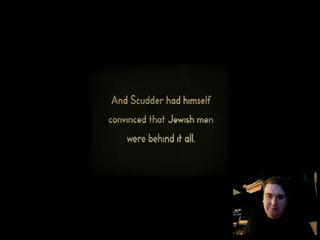 And Scudder had himself
convinced that Jewish men
were behind it all.